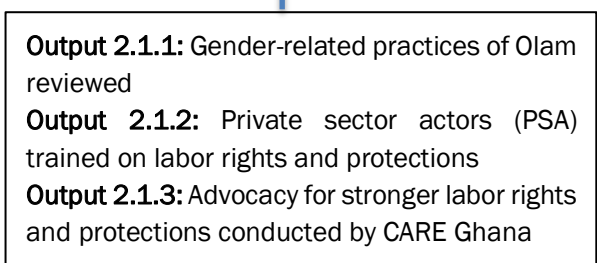 Output 2.1.1: Gender-related practices of Olam
reviewed
Output 2.1.2: Private sector actors (PSA)
trained on labor rights and protections
Output 2.1.3: Advocacy for stronger labor rights
and protections conducted by CARE Ghana